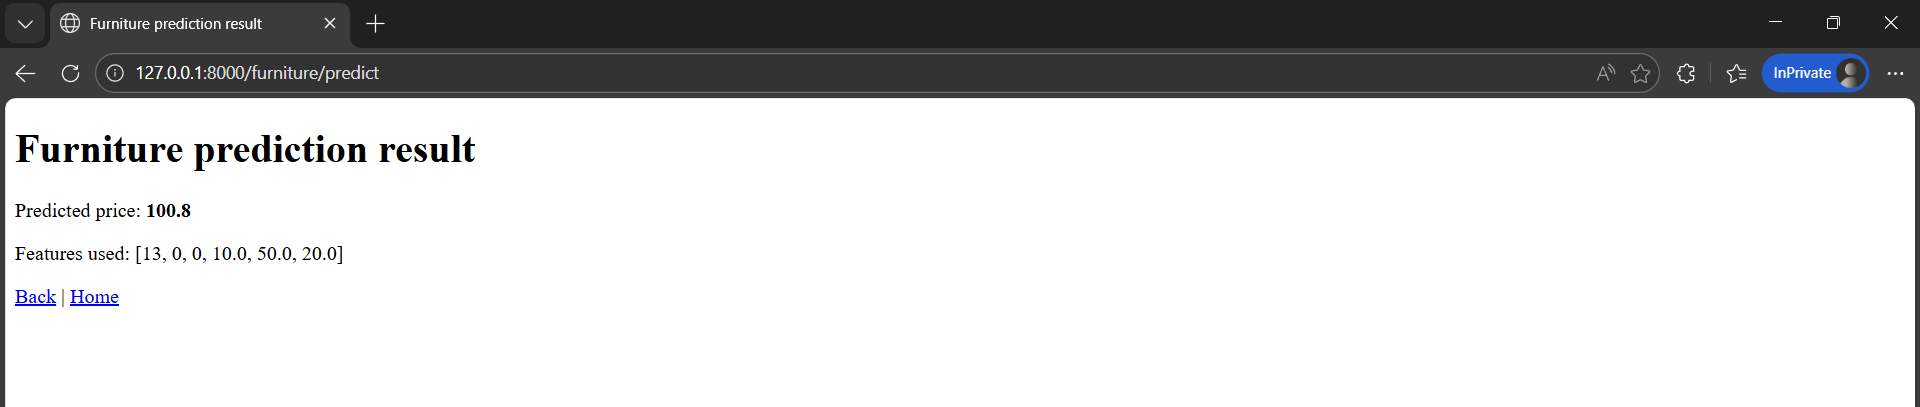 Furniture prediction result
127.0.0.1:8000/furniture/predict
InPrivate
Furniture prediction result
Predicted price: 100.8
Features used: [13, 0, 0, 10.0, 50.0, 20.0]
Back | Home